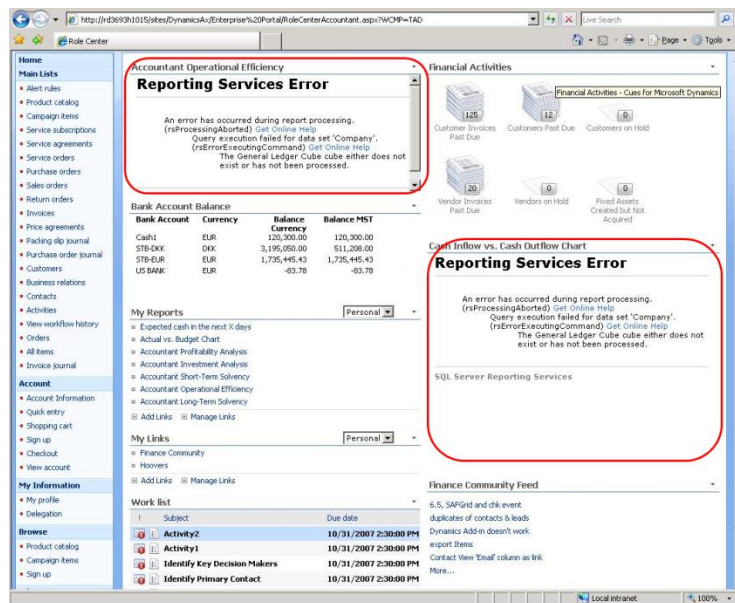 http://rd3693h1015/sites/DynamicsAx/Enterprise%20Portal/RoleCenterAccountant.aspx?WCMP=TAD
Live Search
Role Center
Page
Tools
Home
Main Lists
Alert rules
Product catalog
Campaign items
Service subscriptions
Service agreements
Service orders
Purchase orders
Sales orders
Return orders
Invoices
Price agreements
Packing slip journal
Purchase order journal
Customers
Business relations
Contacts
Activities
View workflow history
Orders
All items
Invoice journal
Account
Account Information
Quick entry
Shopping cart
Sign up
Checkout
View account
My Information
My profile
Delegation
Browse
Product catalog
Campaign items
Sign up
Accountant Operational Efficiency
Reporting Services Error
An error has occurred during report processing.
(rsProcessingAborted) Get Online Help
Query execution failed for data set 'Company'.
(rsErrorExecutingCommand) Get Online Help
The General Ledger Cube cube either does not
exist or has not been processed.
Bank Account Balance
Bank Account Currency Balance Currency Balance MST
Cash1 EUR 120,300.00 120,300.00
STB-DKK DKK 3,195,050.00 511,208.00
STB-EUR EUR 1,735,445.43 1,735,445.43
US BANK EUR -83.78 -83.78
My Reports Personal
Expected cash in the next X days
Actual vs. Budget Chart
Accountant Profitability Analysis
Accountant Investment Analysis
Accountant Short-Term Solvency
Accountant Operational Efficiency
Accountant Long-Term Solvency
Add Links Manage Links
My Links Personal
Finance Community
Hoovers
Add Links Manage Links
Work list
! Subject Due date
Activity2 10/31/2007 2:30:00 PM
Activity1 10/31/2007 2:30:00 PM
Identify Key Decision Makers 10/31/2007 2:30:00 PM
Identify Primary Contact 10/31/2007 2:30:00 PM
Financial Activities
Financial Activities - Cues for Microsoft Dynamics
125
Customer Invoices
Past Due
12
Customers Past Due
0
Customers on Hold
20
Vendor Invoices
Past Due
0
Vendors on Hold
0
Fixed Assets
Created but Not
Acquired
Cash Inflow vs. Cash Outflow Chart
Reporting Services Error
An error has occurred during report processing.
(rsProcessingAborted) Get Online Help
Query execution failed for data set 'Company'.
(rsErrorExecutingCommand) Get Online Help
The General Ledger Cube cube either does not
exist or has not been processed.
SQL Server Reporting Services
Finance Community Feed
6.5, SAFGrid and chk event
duplicates of contacts & leads
Dynamics Add-in doesn't work
export Items
Contact View 'Email' column as link
More...
Local intranet
100%